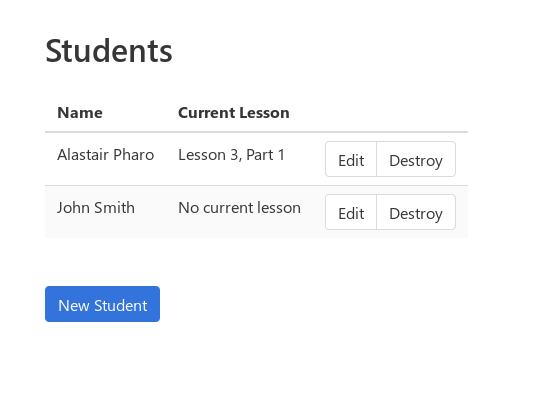 Students
Name Current Lesson
Alastair Pharo Lesson 3, Part 1 Edit Destroy
John Smith No current lesson Edit Destroy
New Student